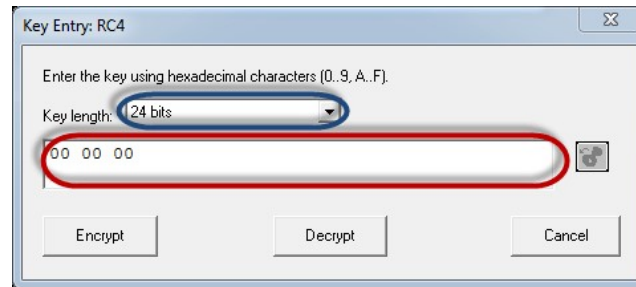 Key Entry: RC4
Enter the key using hexadecimal characters (0..9, A..F).
Key length: 24 bits
00 00 00
Encrypt Decrypt Cancel